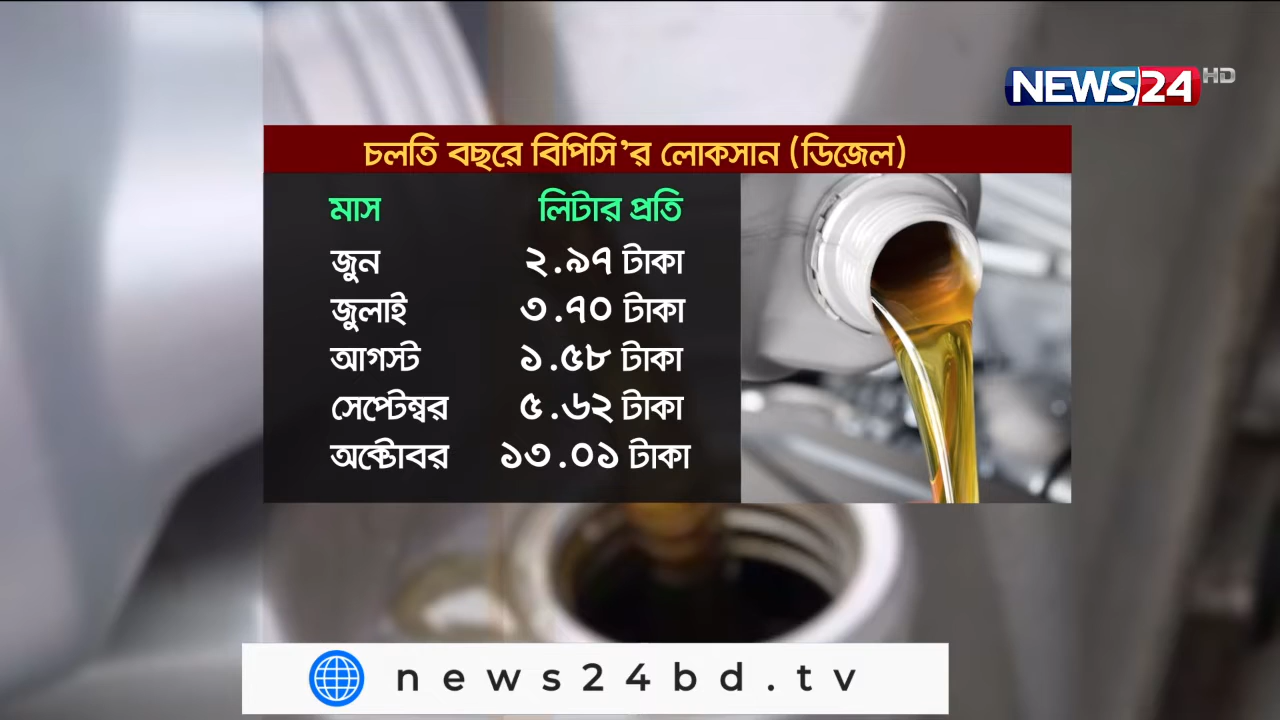 NEWS24 HD
চলতি বছরে বিপিসি’র লোকসান (ডিজেল)
মাস লিটার প্রতি
জুন ২.৯৭ টাকা
জুলাই ৩.৭০ টাকা
আগস্ট ১.৫৮ টাকা
সেপ্টেম্বর ৫.৬২ টাকা
অক্টোবর ১৩.০১ টাকা
news24bd.tv